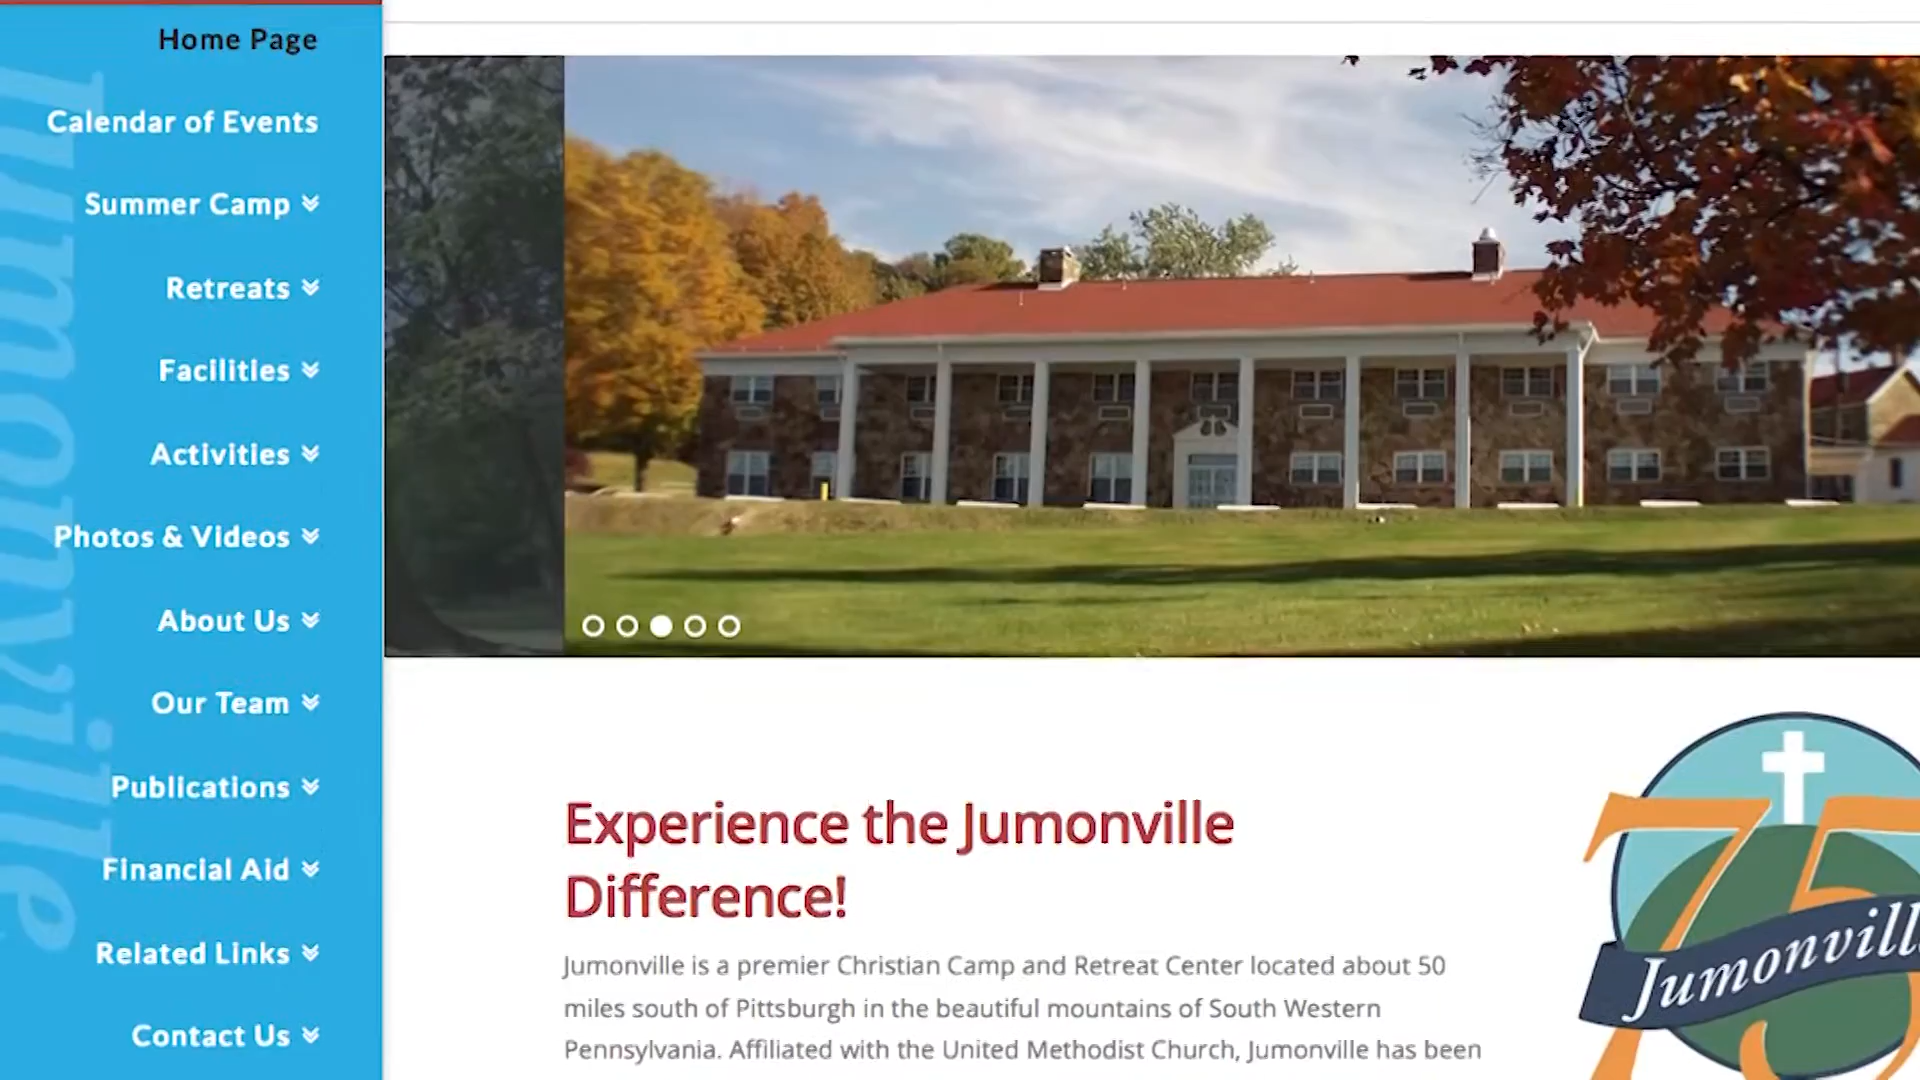 Home Page
Calendar of Events
Summer Camp
Retreats
Facilities
Activities
Photos & Videos
About Us
Our Team
Publications
Financial Aid
Related Links
Contact Us
Jumonville
Experience the Jumonville
Difference!
Jumonville is a premier Christian Camp and Retreat Center located about 50
miles south of Pittsburgh in the beautiful mountains of South Western
Pennsylvania. Affiliated with the United Methodist Church, Jumonville has been
75
Jumonvill